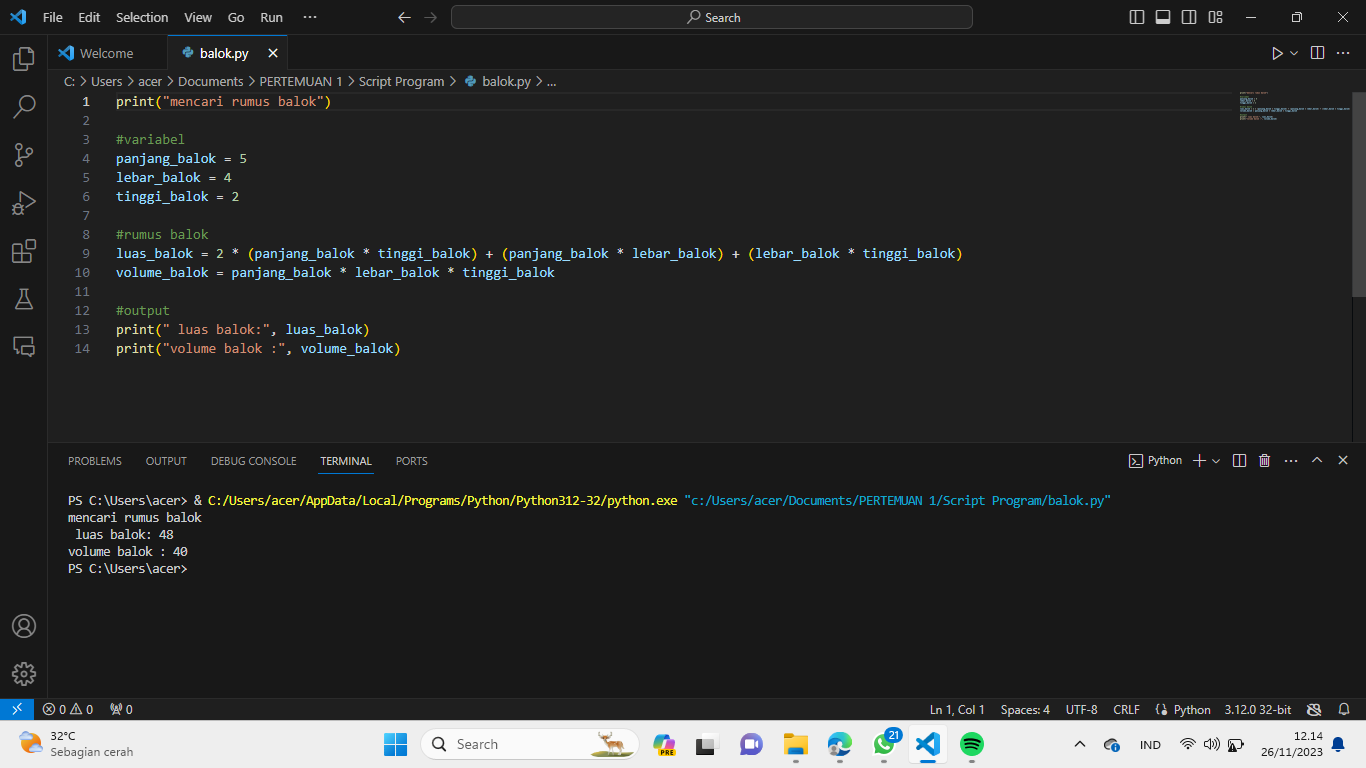 File Edit Selection View Go Run ··· Search
Welcome balok.py
C: > Users > acer > Documents > PERTEMUAN 1 > Script Program > balok.py > ...
1 print("mencari rumus balok")
2
3 #variabel
4 panjang_balok = 5
5 lebar_balok = 4
6 tinggi_balok = 2
7
8 #rumus balok
9 luas_balok = 2 * (panjang_balok * tinggi_balok) + (panjang_balok * lebar_balok) + (lebar_balok * tinggi_balok)
10 volume_balok = panjang_balok * lebar_balok * tinggi_balok
11
12 #output
13 print(" luas balok:", luas_balok)
14 print("volume balok :", volume_balok)
PROBLEMS OUTPUT DEBUG CONSOLE TERMINAL PORTS Python
PS C:\Users\acer> & C:/Users/acer/AppData/Local/Programs/Python/Python312-32/python.exe "c:/Users/acer/Documents/PERTEMUAN 1/Script Program/balok.py"
mencari rumus balok
 luas balok: 48
volume balok : 40
PS C:\Users\acer>
0 0 0 Ln 1, Col 1 Spaces: 4 UTF-8 CRLF Python 3.12.0 32-bit
32°C
Sebagian cerah
Search PRE 21 IND
12.14
26/11/2023